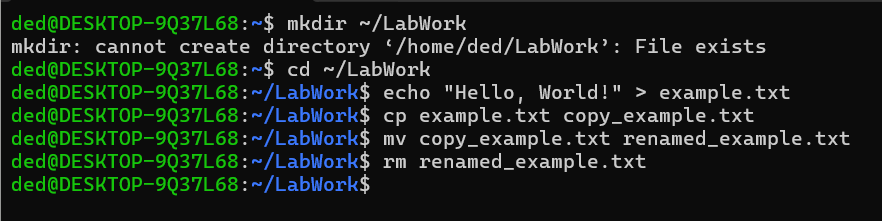 ded@DESKTOP-9Q37L68:~$ mkdir ~/LabWork
mkdir: cannot create directory ‘/home/ded/LabWork’: File exists
ded@DESKTOP-9Q37L68:~$ cd ~/LabWork
ded@DESKTOP-9Q37L68:~/LabWork$ echo "Hello, World!" > example.txt
ded@DESKTOP-9Q37L68:~/LabWork$ cp example.txt copy_example.txt
ded@DESKTOP-9Q37L68:~/LabWork$ mv copy_example.txt renamed_example.txt
ded@DESKTOP-9Q37L68:~/LabWork$ rm renamed_example.txt
ded@DESKTOP-9Q37L68:~/LabWork$